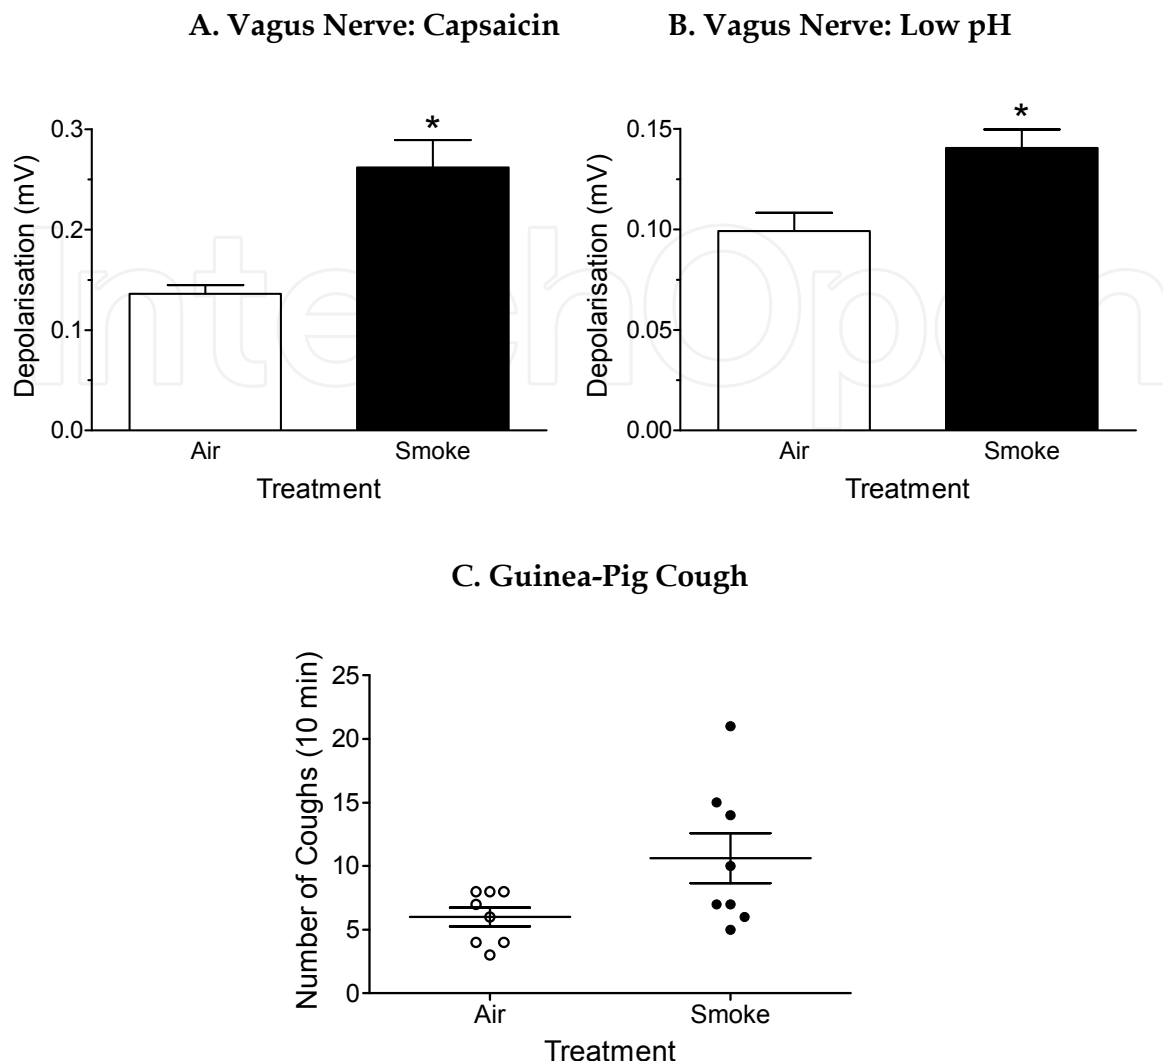 A. Vagus Nerve: Capsaicin
Depolarisation (mV)
0.3
0.2
0.1
0.0
*
Air
Smoke
Treatment
B. Vagus Nerve: Low pH
Depolarisation (mV)
0.15
0.10
0.05
0.00
*
Air
Smoke
Treatment
C. Guinea-Pig Cough
Number of Coughs (10 min)
25
20
15
10
5
0
Air
Smoke
Treatment
IntechOpen